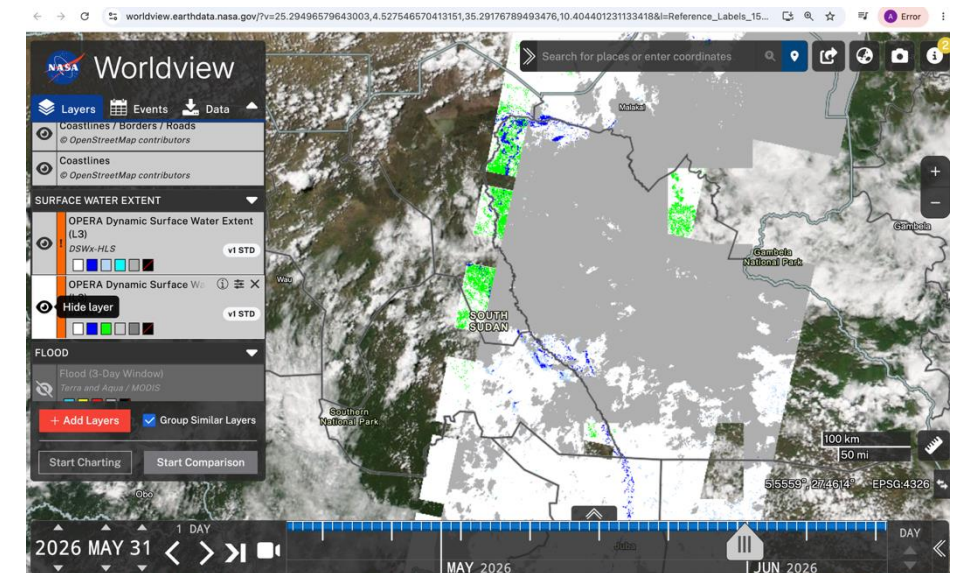 worldview.earthdata.nasa.gov/?v=25.29496579643003,4.527546570413151,35.29176789493476,10.404401231133418&l=Reference_Labels_15...
Error
NASA
Worldview
Search for places or enter coordinates
2
Layers
Events
Data
Coastlines / Borders / Roads
© OpenStreetMap contributors
Coastlines
© OpenStreetMap contributors
SURFACE WATER EXTENT
OPERA Dynamic Surface Water Extent
(L3)
DSWx-HLS
v1 STD
OPERA Dynamic Surface Wa
Hide layer
v1 STD
FLOOD
Flood (3-Day Window)
Terra and Aqua / MODIS
+ Add Layers
Group Similar Layers
Start Charting
Start Comparison
Malakal
Gambela
Gambela
National Park
Wau
SOUTH
SUDAN
Southern
National Park
Obo
Juba
100 km
50 mi
5.5559°, 27.4614°
EPSG:4326
1 DAY
2026 MAY 31
MAY 2026
JUN 2026
DAY